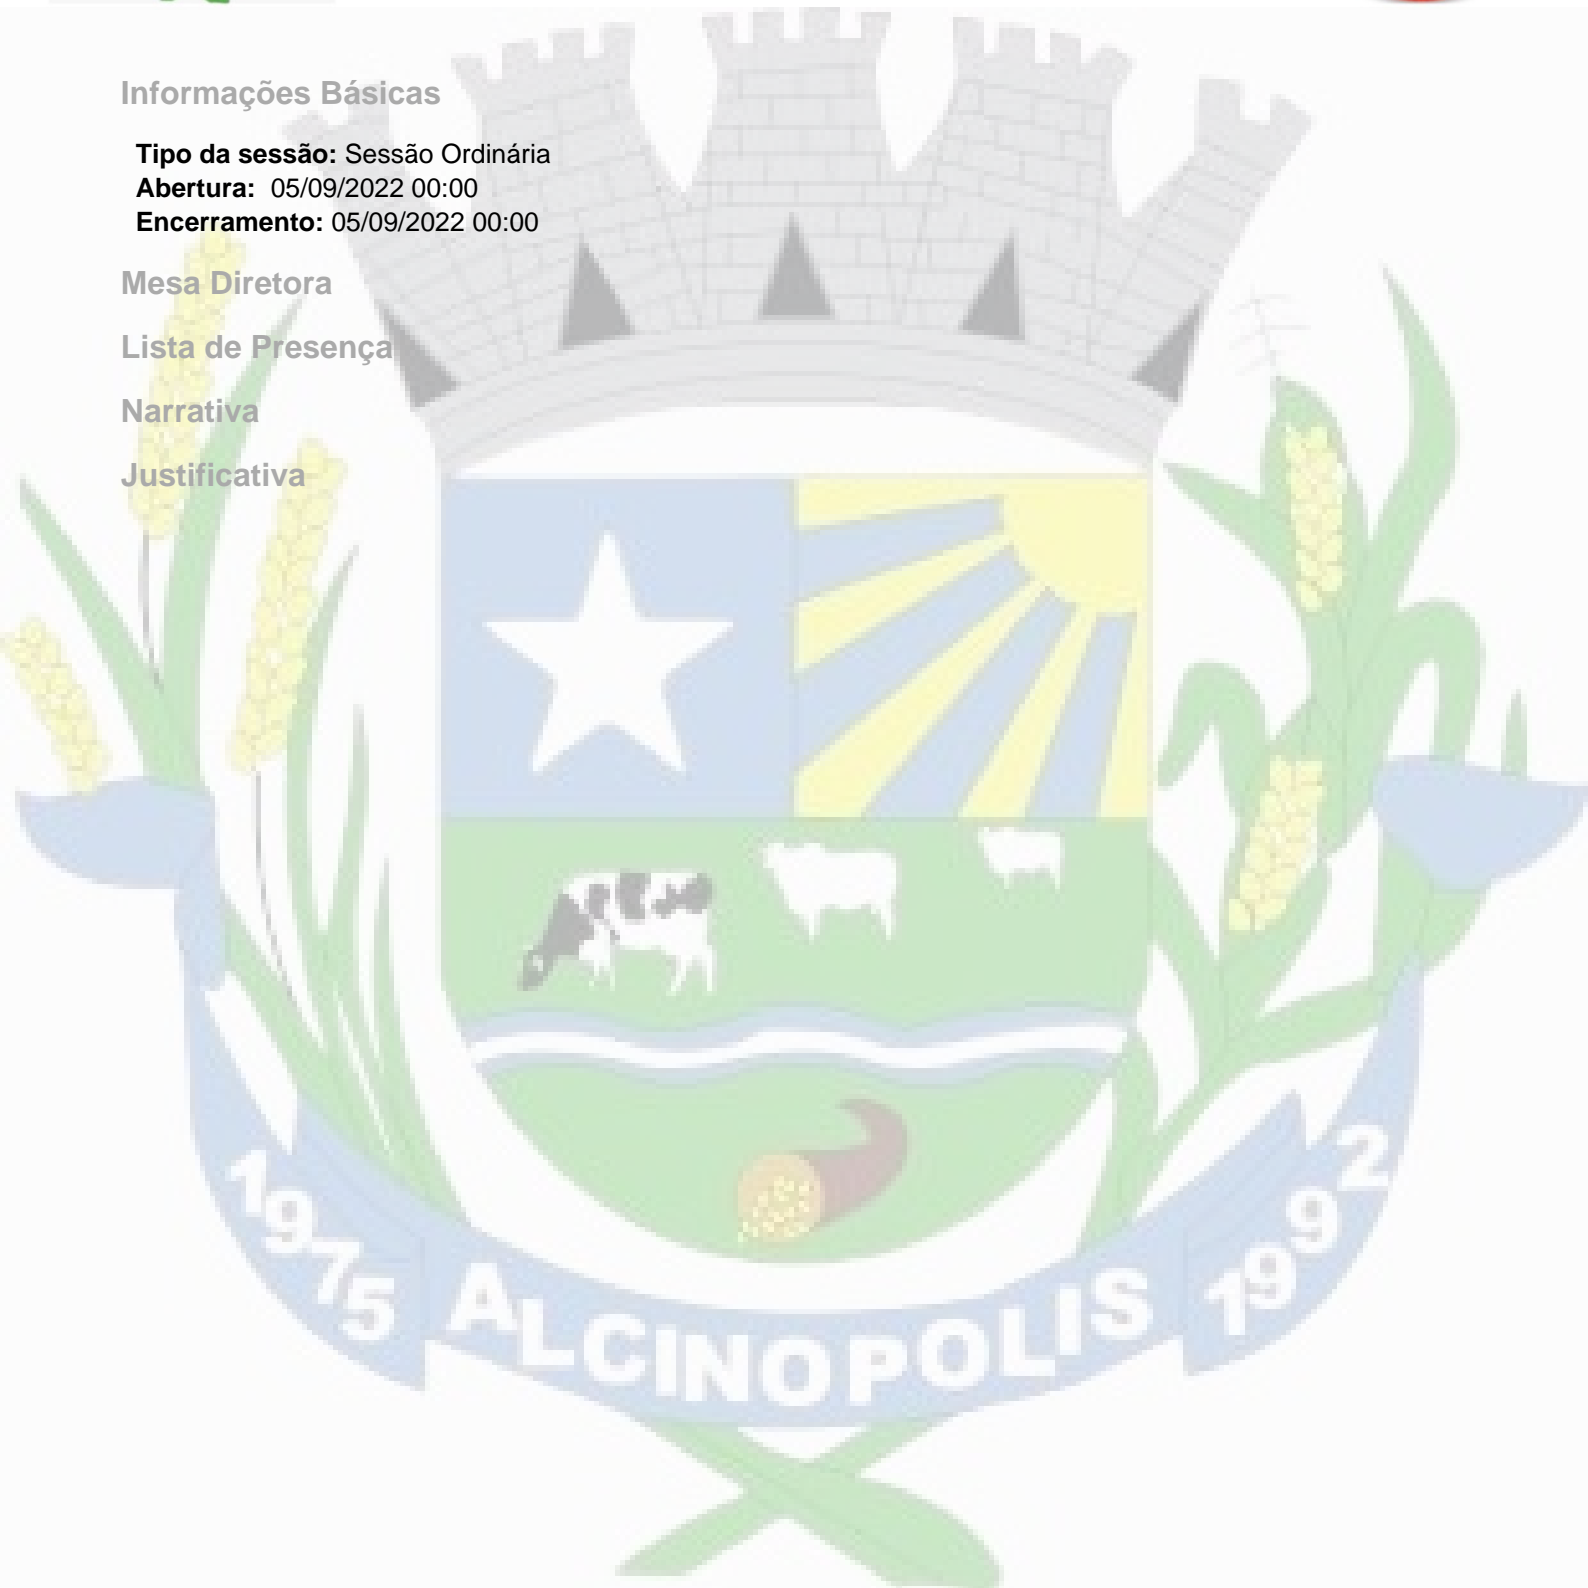 Informações Básicas
Tipo da sessão: Sessão Ordinária
Abertura: 05/09/2022 00:00
Encerramento: 05/09/2022 00:00
Mesa Diretora
Lista de Presença
Narrativa
Justificativa
1975 ALCINOPOLIS 1992